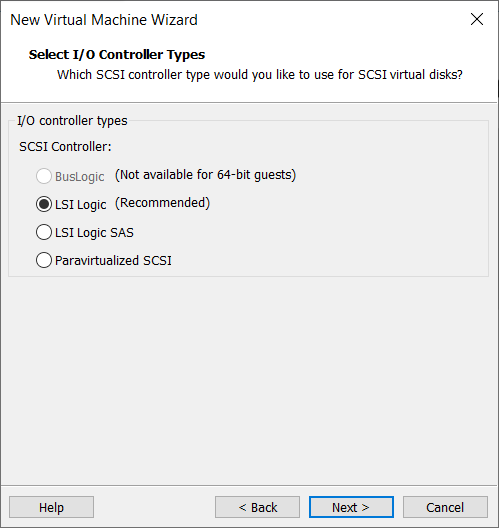 New Virtual Machine Wizard
Select I/O Controller Types
Which SCSI controller type would you like to use for SCSI virtual disks?
I/O controller types
SCSI Controller:
BusLogic (Not available for 64-bit guests)
LSI Logic (Recommended)
LSI Logic SAS
Paravirtualized SCSI
Help < Back Next > Cancel